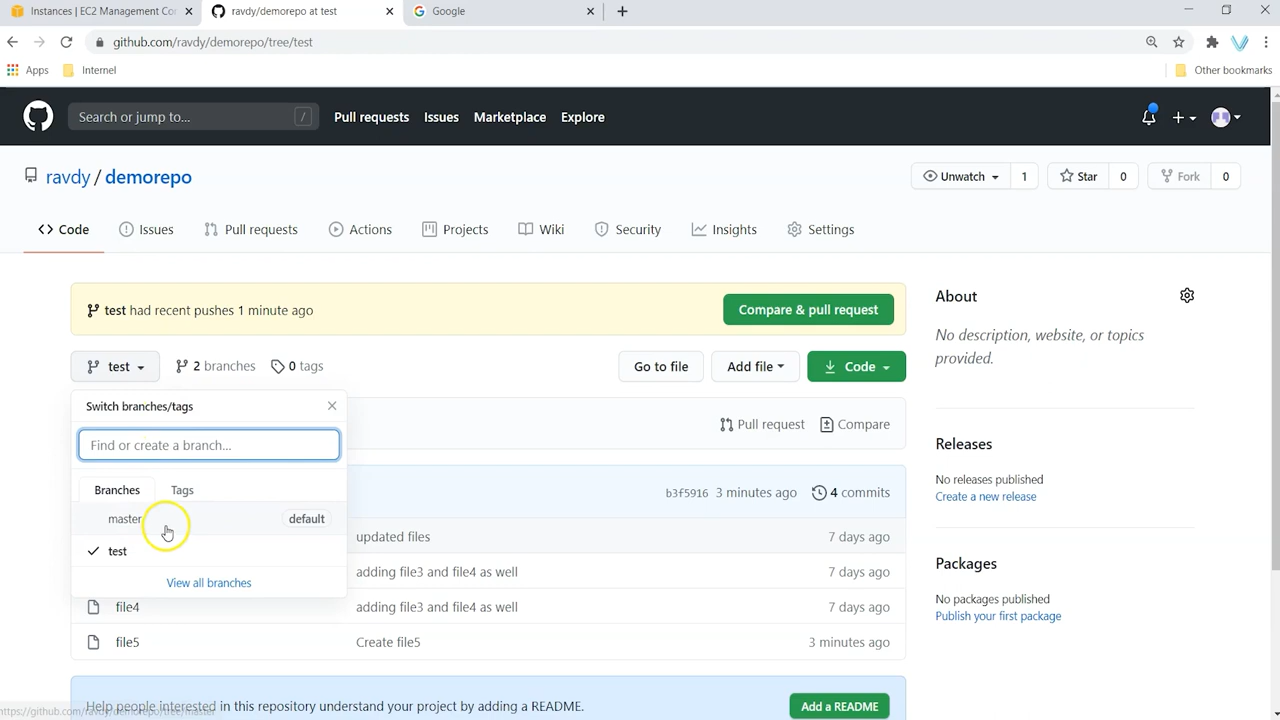 Instances | EC2 Management Con
ravdy/demorepo at test
Google
github.com/ravdy/demorepo/tree/test
Apps
Internet
Other bookmarks
Search or jump to...
/
Pull requests
Issues
Marketplace
Explore
ravdy / demorepo
Unwatch
1
Star
0
Fork
0
<> Code
Issues
Pull requests
Actions
Projects
Wiki
Security
Insights
Settings
test had recent pushes 1 minute ago
Compare & pull request
About
No description, website, or topics
provided.
test
2 branches
0 tags
Go to file
Add file
Code
Switch branches/tags
Find or create a branch...
Pull request
Compare
Branches
Tags
b3f5916 3 minutes ago
4 commits
master
default
test
View all branches
updated files
7 days ago
adding file3 and file4 as well
7 days ago
file4
adding file3 and file4 as well
7 days ago
file5
Create file5
3 minutes ago
Releases
No releases published
Create a new release
Packages
No packages published
Publish your first package
Help people interested in this repository understand your project by adding a README.
Add a README
https://github.com/ravdy/demorepo/tree/master